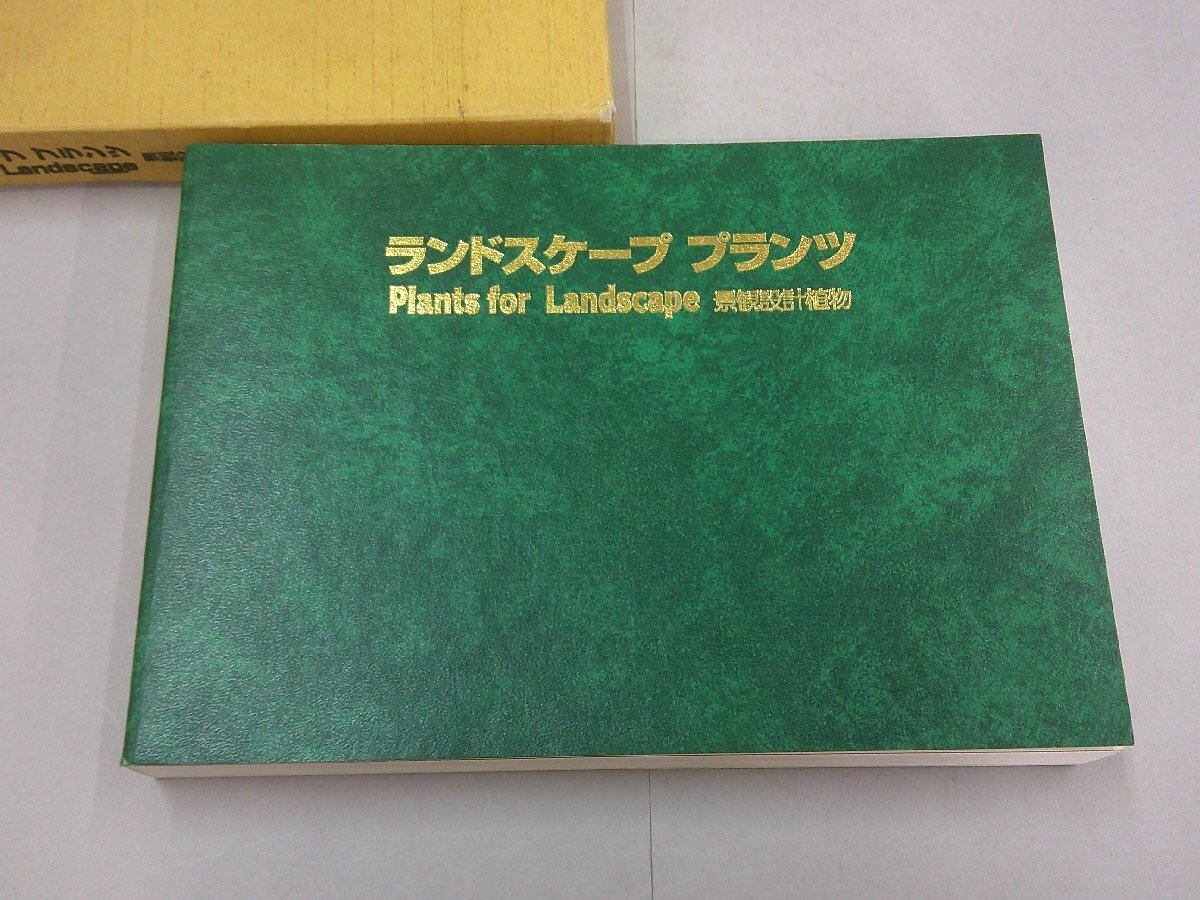 Landscape
ランドスケープ プランツ
Plants for Landscape 景観設計植物